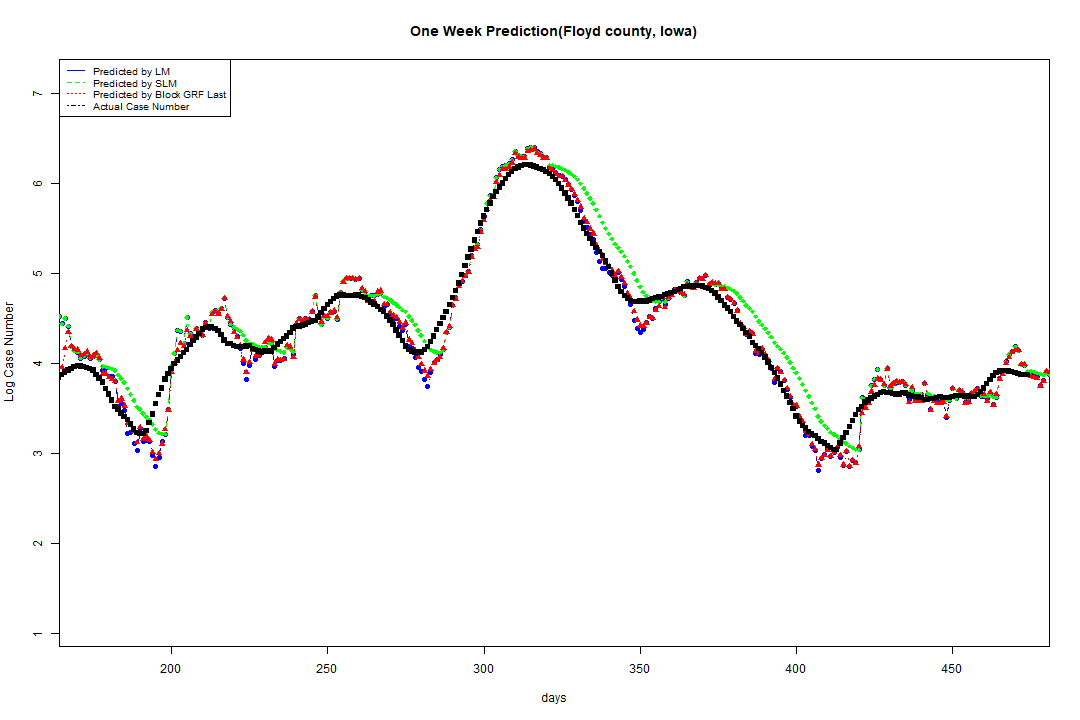 One Week Prediction(Floyd county, Iowa)
Predicted by LM
Predicted by SLM
Predicted by Block GRF Last
Actual Case Number
7
6
5
4
3
2
1
Log Case Number
200 250 300 350 400 450
days